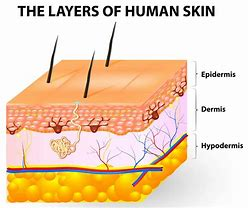 THE LAYERS OF HUMAN SKIN
Epidermis
Dermis
Hypodermis